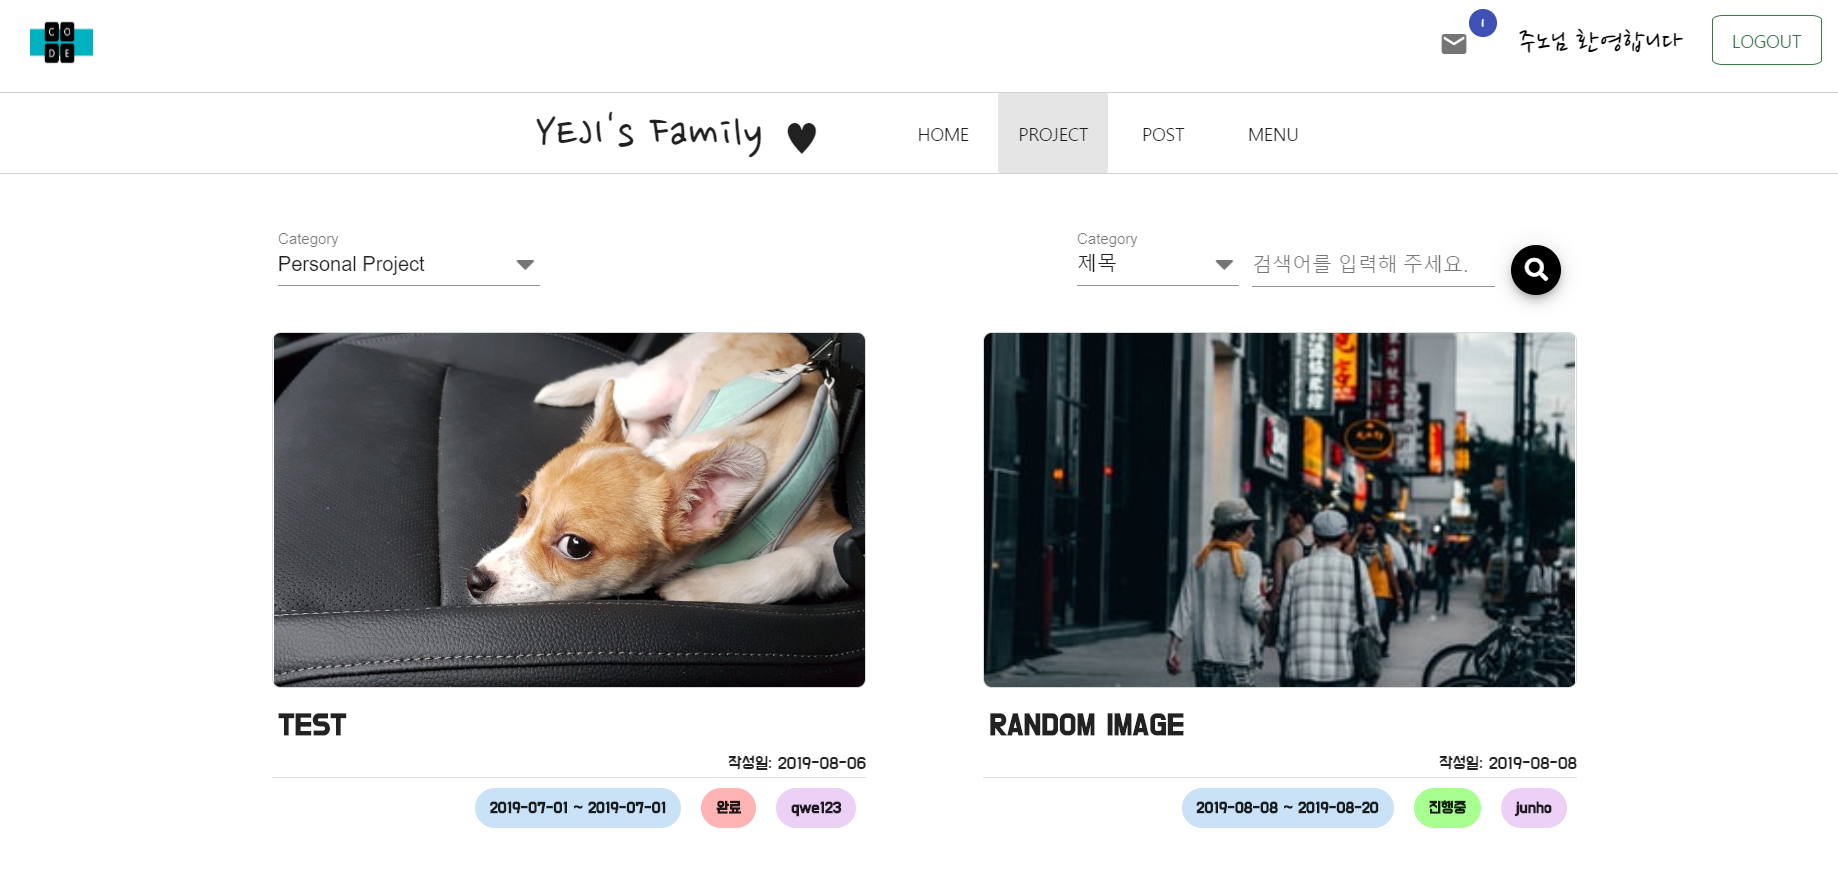 CO
DE
1
주노님 환영합니다
LOGOUT
YEJI's Family ♥
HOME
PROJECT
POST
MENU
Category
Personal Project
Category
제목
검색어를 입력해 주세요.
TEST
작성일: 2019-08-06
2019-07-01 ~ 2019-07-01
완료
qwe123
RANDOM IMAGE
작성일: 2019-08-08
2019-08-08 ~ 2019-08-20
진행중
junho